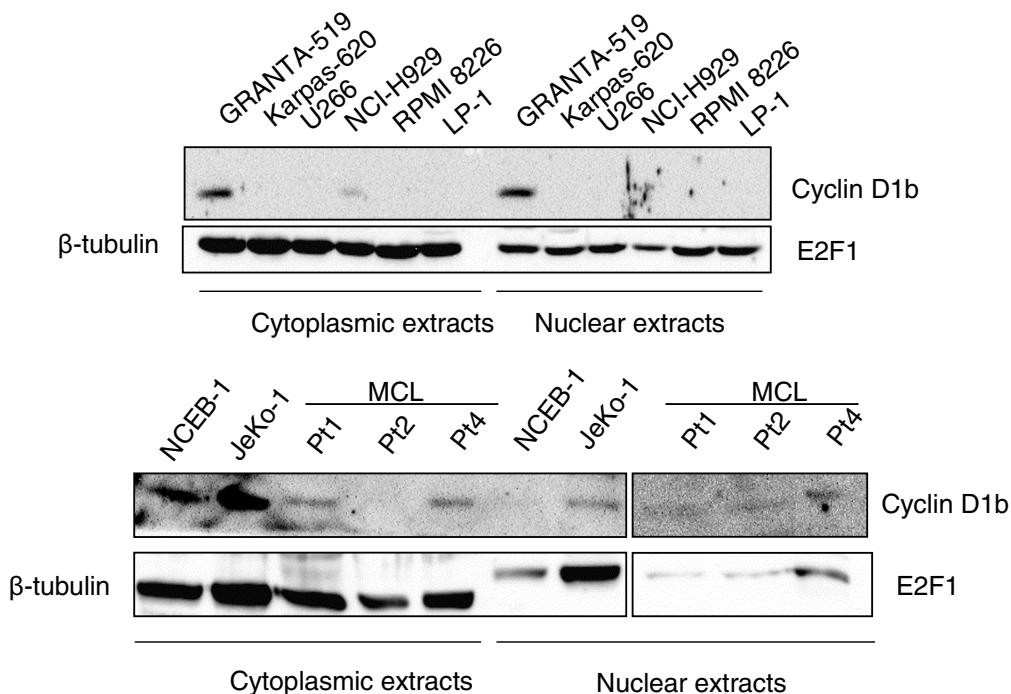 GRANTA-519 Karpas-620 U266 NCI-H929 RPMI 8226 LP-1 GRANTA-519 Karpas-620 U266 NCI-H929 RPMI 8226 LP-1
Cyclin D1b
β-tubulin E2F1
Cytoplasmic extracts Nuclear extracts
MCL MCL
NCEB-1 JeKo-1 Pt1 Pt2 Pt4 NCEB-1 JeKo-1 Pt1 Pt2 Pt4
Cyclin D1b
β-tubulin E2F1
Cytoplasmic extracts Nuclear extracts